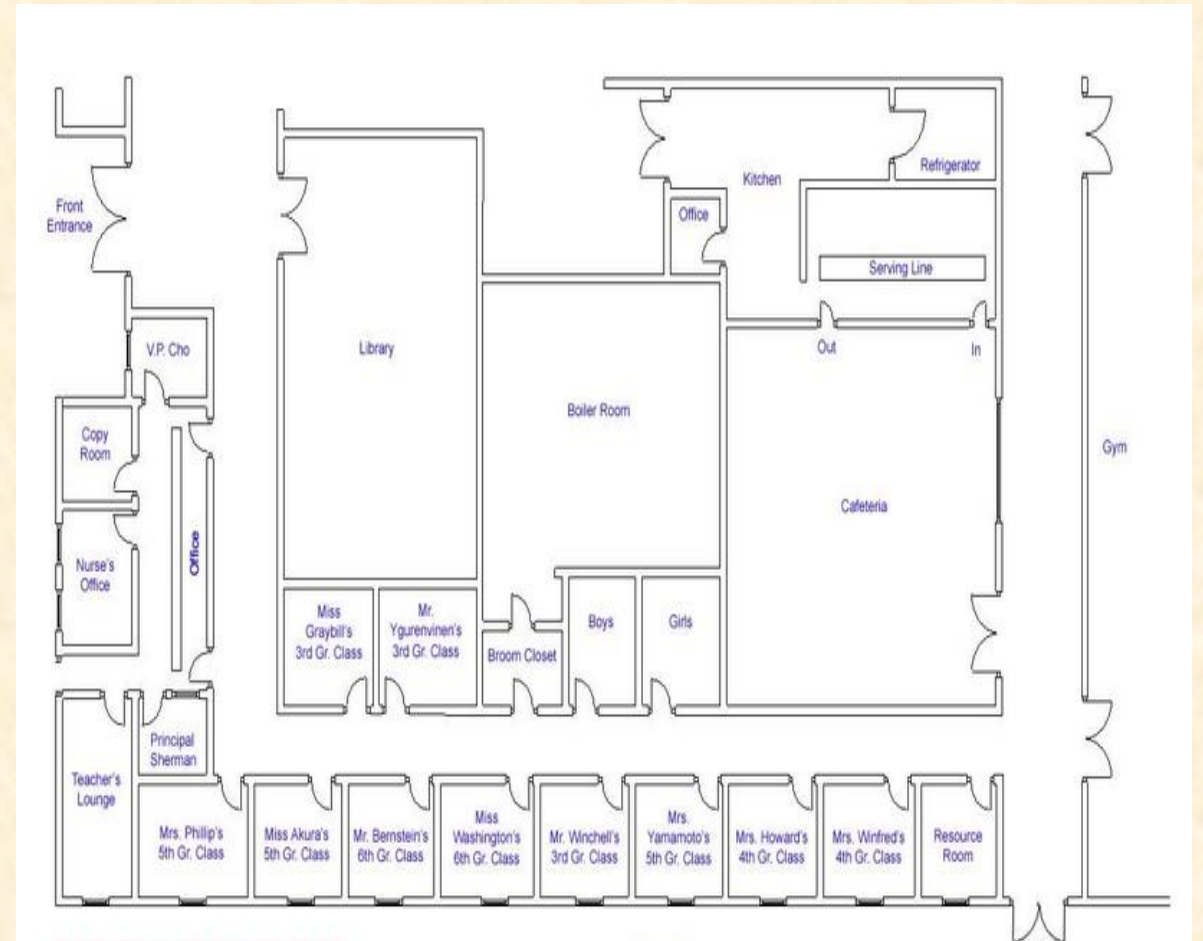 Front
Entrance
V.P. Cho
Copy
Room
Nurse's
Office
Office
Library
Boiler Room
Office
Kitchen
Refrigerator
Serving Line
Out
In
Cafeteria
Gym
Miss
Graybill's
3rd Gr. Class
Mr.
Ygurenvinen's
3rd Gr. Class
Broom Closet
Boys
Girls
Teacher's
Lounge
Principal
Sherman
Mrs. Phillip's
5th Gr. Class
Miss Akura's
5th Gr. Class
Mr. Bernstein's
6th Gr. Class
Miss
Washington's
6th Gr. Class
Mr. Winchell's
3rd Gr. Class
Mrs.
Yamamoto's
5th Gr. Class
Mrs. Howard's
4th Gr. Class
Mrs. Winfred's
4th Gr. Class
Resource
Room